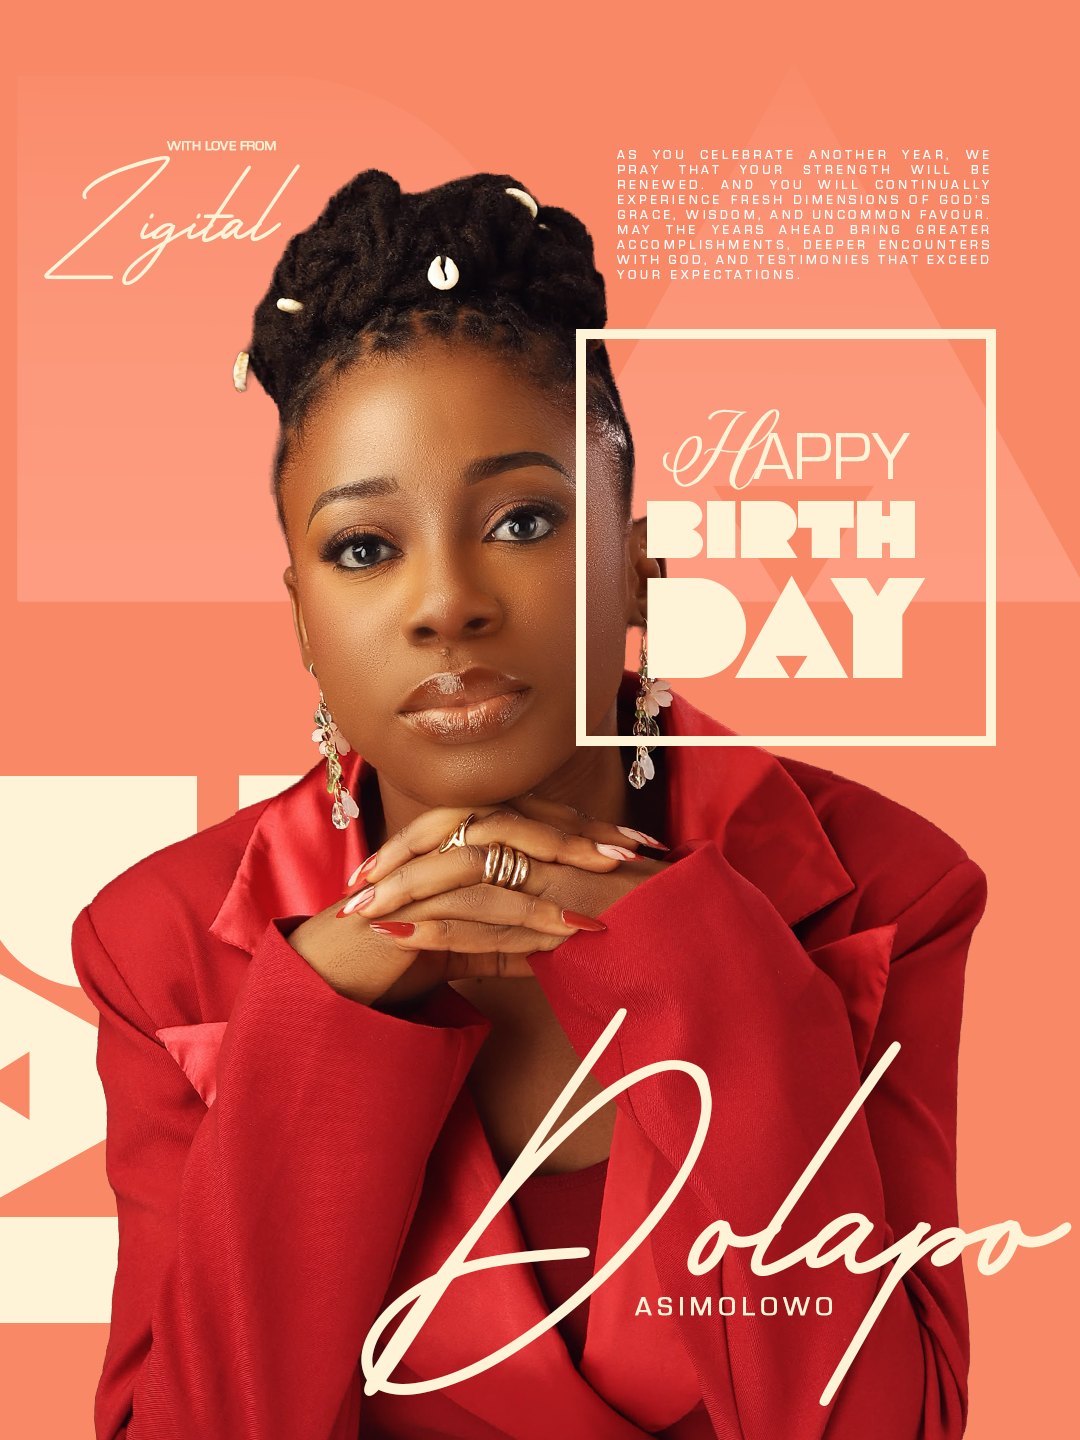 WITH LOVE FROM
Zigital
AS YOU CELEBRATE ANOTHER YEAR, WE
PRAY THAT YOUR STRENGTH WILL BE
RENEWED. AND YOU WILL CONTINUALLY
EXPERIENCE FRESH DIMENSIONS OF GOD'S
GRACE, WISDOM, AND UNCOMMON FAVOUR.
MAY THE YEARS AHEAD BRING GREATER
ACCOMPLISHMENTS, DEEPER ENCOUNTERS
WITH GOD, AND TESTIMONIES THAT EXCEED
YOUR EXPECTATIONS.
HAPPY
BIRTH
DAY
Dolapo
ASIMOLOWO